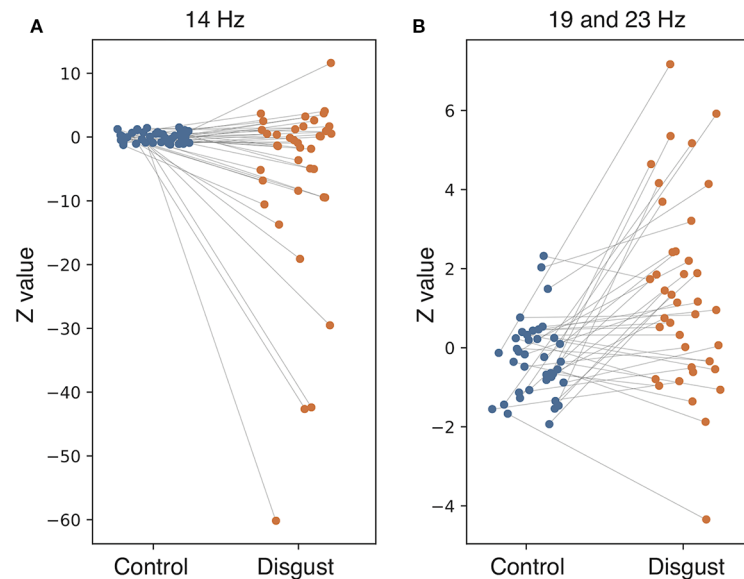 A
14 Hz
Z value
10
0
−10
−20
−30
−40
−50
−60
Control
Disgust
B
19 and 23 Hz
Z value
6
4
2
0
−2
−4
Control
Disgust